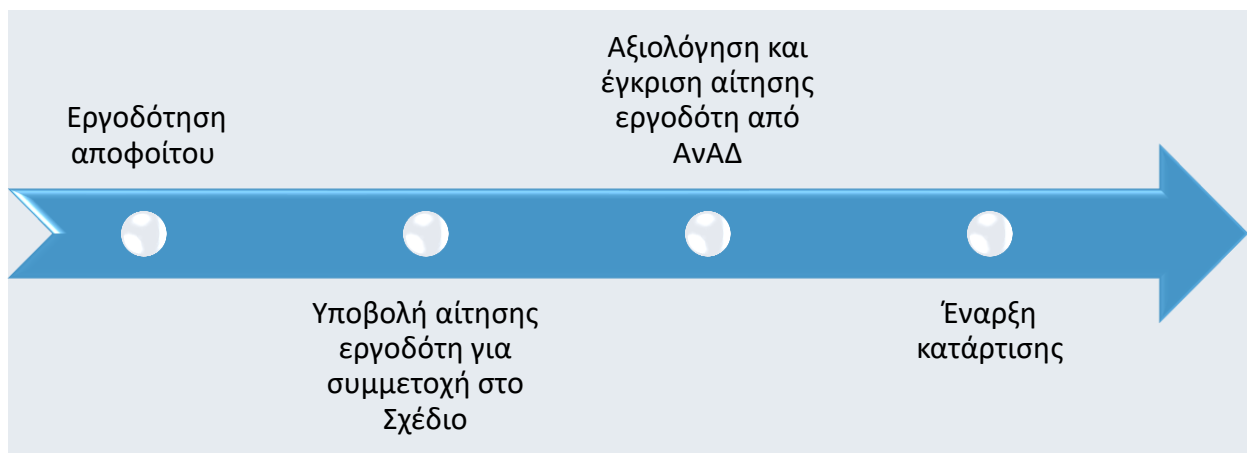 Εργοδότηση
αποφοίτου
Υποβολή αίτησης
εργοδότη για
συμμετοχή στο
Σχέδιο
Αξιολόγηση και
έγκριση αίτησης
εργοδότη από
ΑνΑΔ
Έναρξη
κατάρτισης